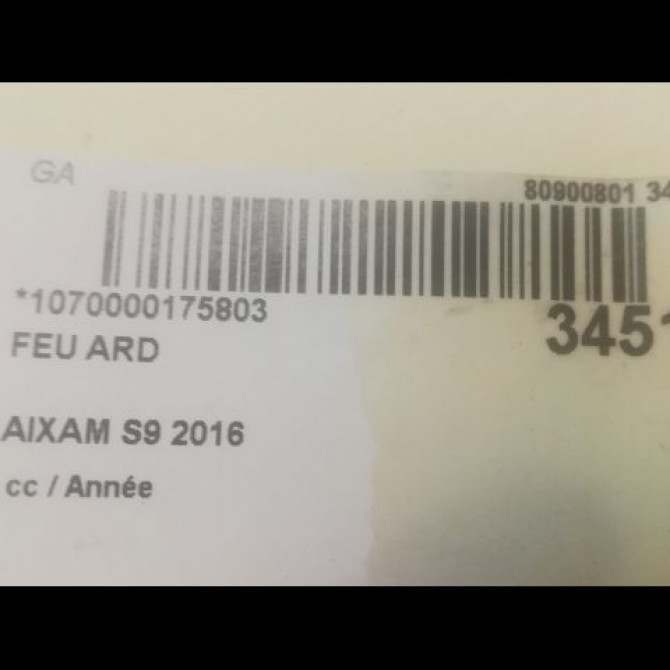 GA
80900801 34
*1070000175803
345
FEU ARD
AIXAM S9 2016
cc / Année